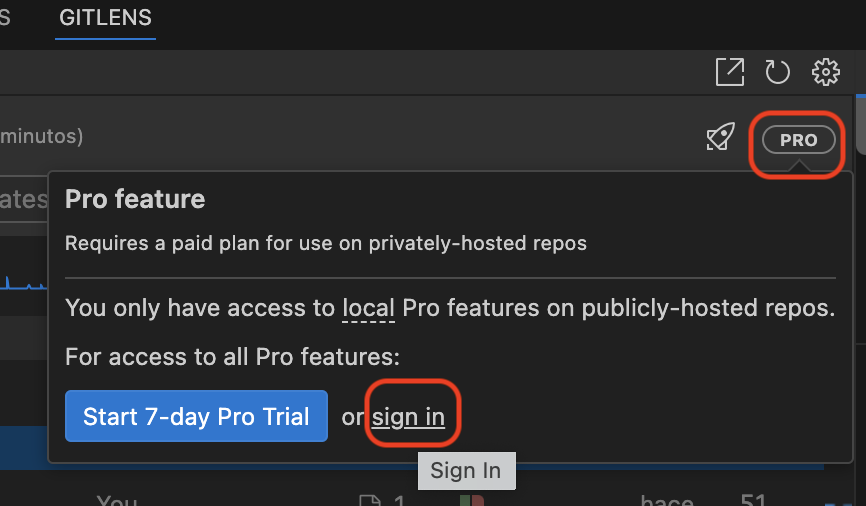 S GITLENS
minutos)
PRO
ates
Pro feature
Requires a paid plan for use on privately-hosted repos
You only have access to local Pro features on publicly-hosted repos.
For access to all Pro features:
Start 7-day Pro Trial or sign in
Sign In
You 1 hace 51